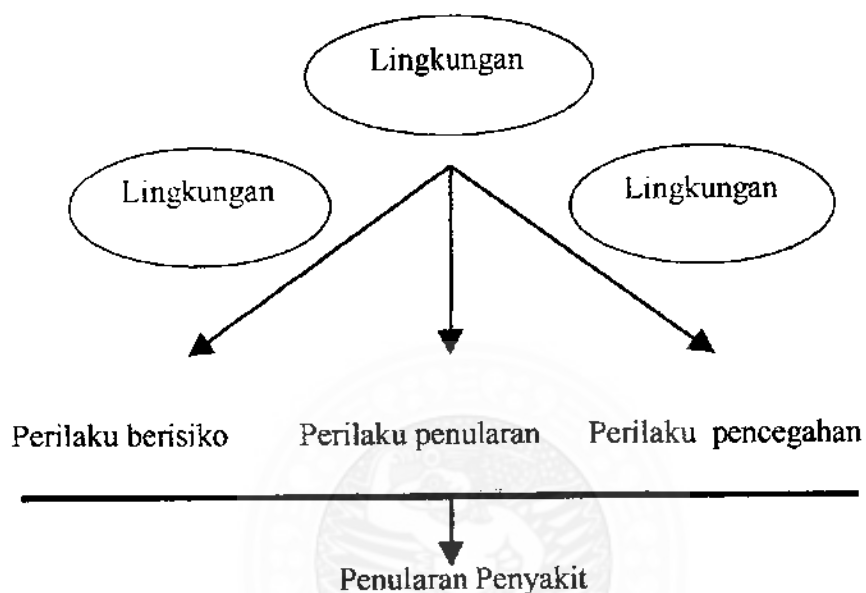 Lingkungan
Lingkungan
Lingkungan
Perilaku berisiko Perilaku penularan Perilaku pencegahan
Penularan Penyakit